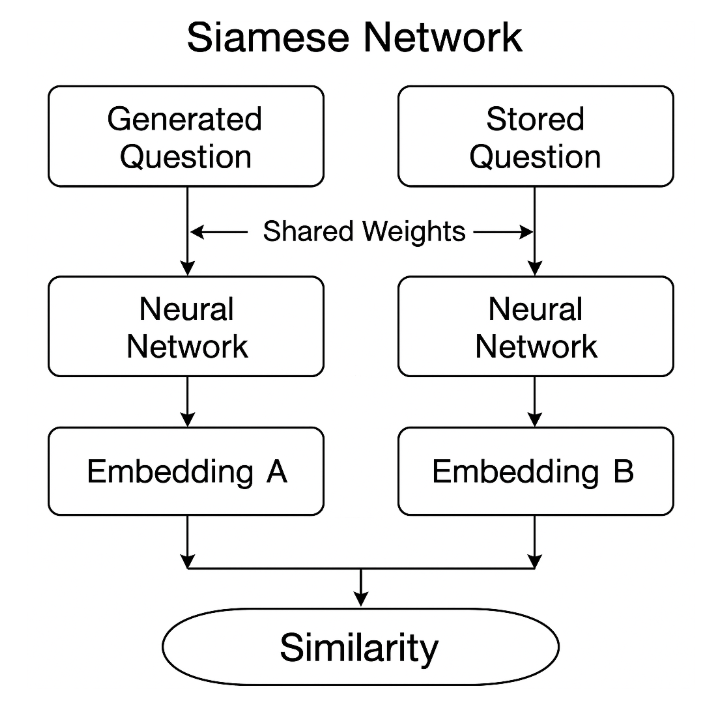 Siamese Network
Generated
Question
Stored
Question
Shared Weights
Neural
Network
Neural
Network
Embedding A
Embedding B
Similarity